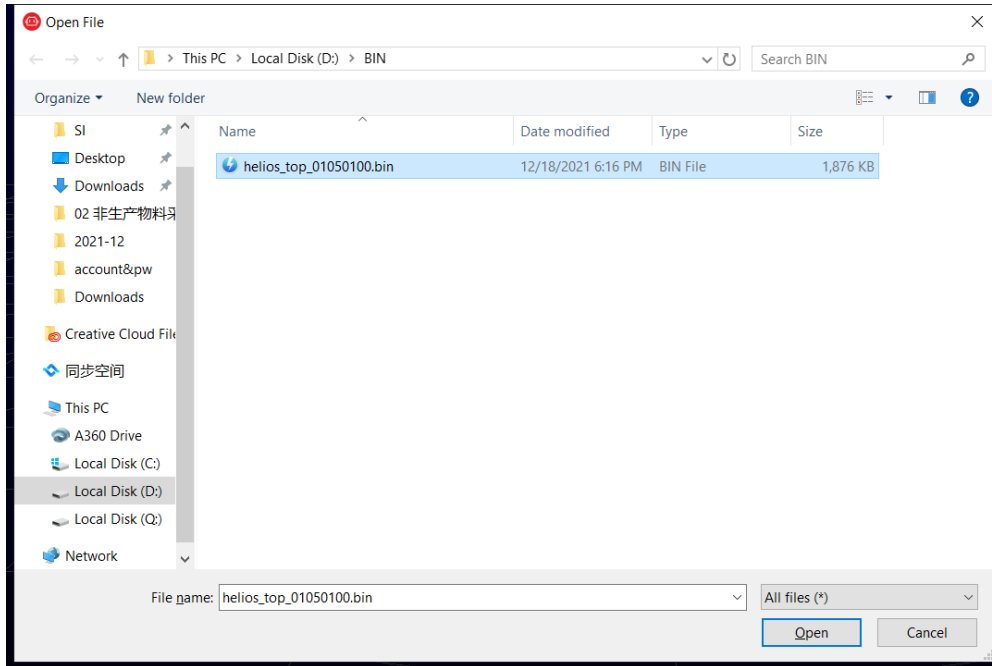 Open File
This PC > Local Disk (D:) > BIN
Search BIN
Organize
New folder
SI
Desktop
Downloads
02 非生产物料采
2021-12
account&pw
Downloads
Creative Cloud File
同步空间
This PC
A360 Drive
Local Disk (C:)
Local Disk (D:)
Local Disk (Q:)
Network
Name Date modified Type Size
helios_top_01050100.bin 12/18/2021 6:16 PM BIN File 1,876 KB
File name: helios_top_01050100.bin
All files (*)
Open Cancel